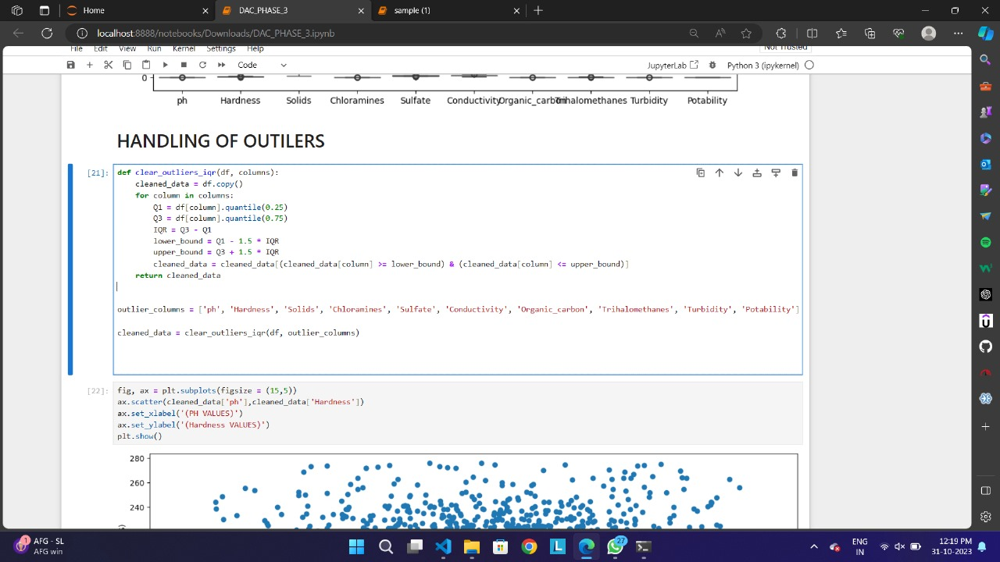 Home
DAC_PHASE_3
sample (1)
localhost:8888/notebooks/Downloads/DAC_PHASE_3.ipynb
File Edit View Run Kernel Settings Help
Not Trusted
Code
JupyterLab
Python 3 (ipykernel)
0
ph Hardness Solids Chloramines Sulfate Conductivity Organic_carbon Trihalomethanes Turbidity Potability
HANDLING OF OUTILERS
[21]:
def clear_outliers_iqr(df, columns):
    cleaned_data = df.copy()
    for column in columns:
        Q1 = df[column].quantile(0.25)
        Q3 = df[column].quantile(0.75)
        IQR = Q3 - Q1
        lower_bound = Q1 - 1.5 * IQR
        upper_bound = Q3 + 1.5 * IQR
        cleaned_data = cleaned_data[(cleaned_data[column] >= lower_bound) & (cleaned_data[column] <= upper_bound)]
    return cleaned_data
outlier_columns = ['ph', 'Hardness', 'Solids', 'Chloramines', 'Sulfate', 'Conductivity', 'Organic_carbon', 'Trihalomethanes', 'Turbidity', 'Potability']
cleaned_data = clear_outliers_iqr(df, outlier_columns)
[22]:
fig, ax = plt.subplots(figsize = (15,5))
ax.scatter(cleaned_data['ph'],cleaned_data['Hardness'])
ax.set_xlabel('(PH VALUES)')
ax.set_ylabel('(Hardness VALUES)')
plt.show()
280
260
240
1
AFG - SL
AFG win
27
ENG
IN
12:19 PM
31-10-2023